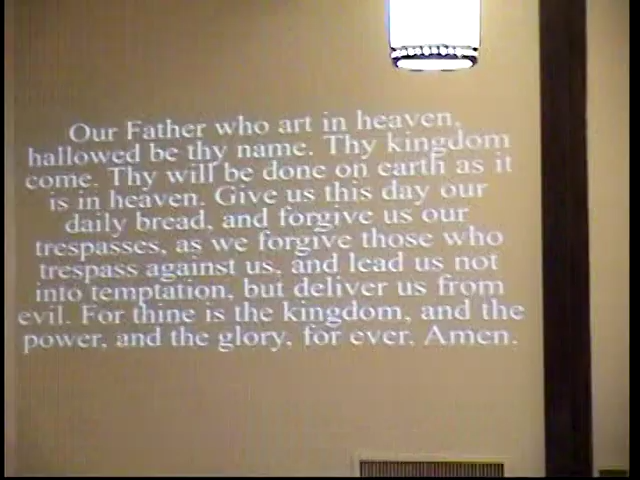 Our Father who art in heaven,
hallowed be thy name. Thy kingdom
come. Thy will be done on earth as it
is in heaven. Give us this day our
daily bread, and forgive us our
trespasses, as we forgive those who
trespass against us, and lead us not
into temptation, but deliver us from
evil. For thine is the kingdom, and the
power, and the glory, for ever. Amen.